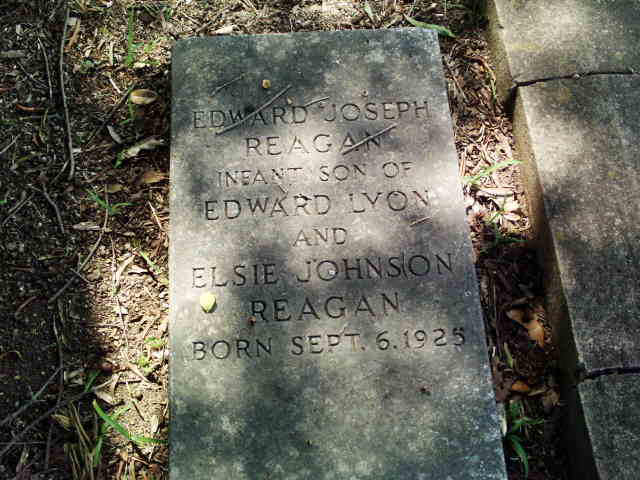 EDWARD JOSEPH
REAGAN
INFANT SON OF
EDWARD LYON
AND
ELSIE JOHNSON
REAGAN
BORN SEPT. 6. 1925